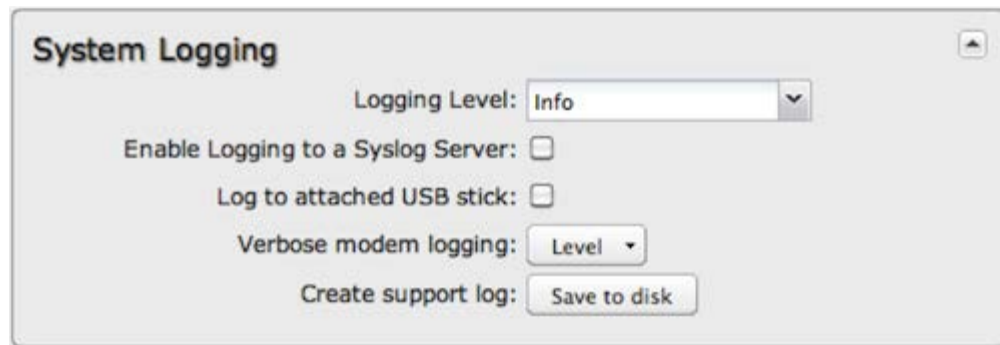 System Logging
Logging Level: Info
Enable Logging to a Syslog Server:
Log to attached USB stick:
Verbose modem logging: Level
Create support log: Save to disk